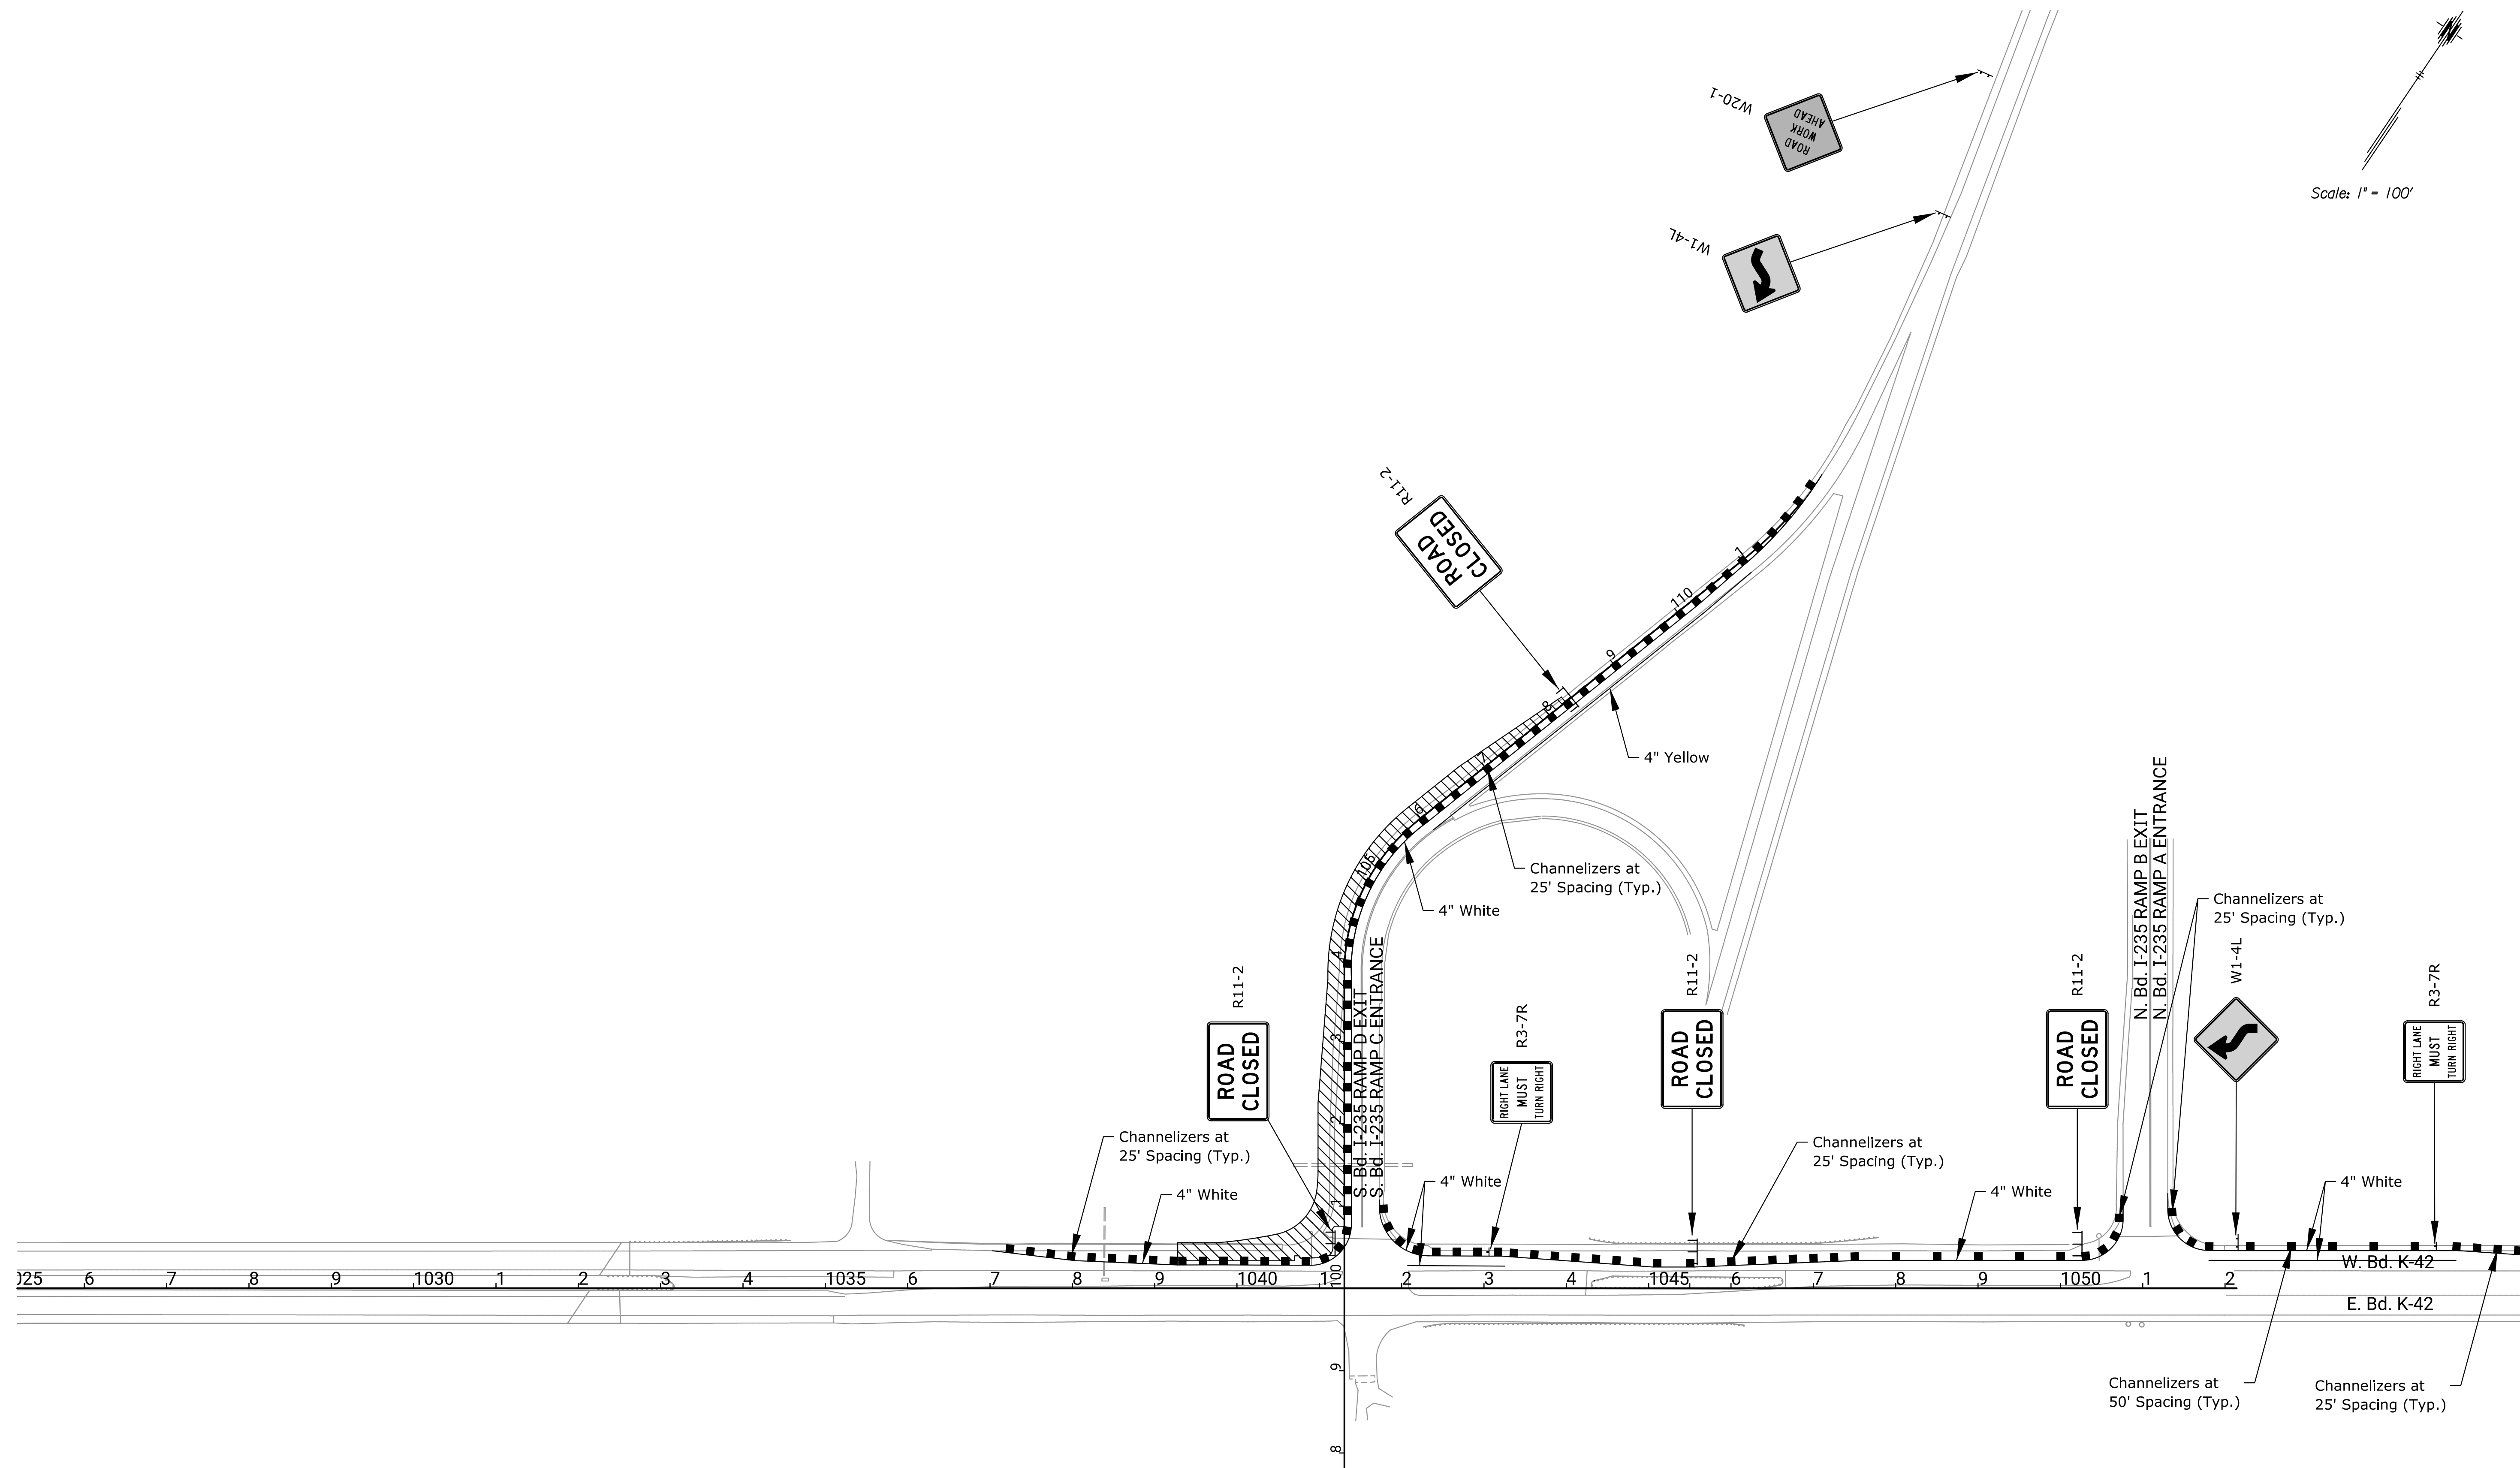 Scale: 1" = 100'
W20-1
ROAD
WORK
AHEAD
W1-4L
R11-2
ROAD
CLOSED
1
110
9
8
7
6
105
4
3
2
1
100
9
8
4" Yellow
Channelizers at
25' Spacing (Typ.)
4" White
S. Bd. I-235 RAMP D EXIT
S. Bd. I-235 RAMP C ENTRANCE
R11-2
ROAD
CLOSED
Channelizers at
25' Spacing (Typ.)
4" White
4" White
R3-7R
RIGHT LANE
MUST
TURN RIGHT
R11-2
ROAD
CLOSED
Channelizers at
25' Spacing (Typ.)
4" White
R11-2
ROAD
CLOSED
N. Bd. I-235 RAMP B EXIT
N. Bd. I-235 RAMP A ENTRANCE
Channelizers at
25' Spacing (Typ.)
W1-4L
R3-7R
RIGHT LANE
MUST
TURN RIGHT
4" White
W. Bd. K-42
025 6 7 8 9 1030 1 2 3 4 1035 6 7 8 9 1040 1 2 3 4 1045 6 7 8 9 1050 1 2
E. Bd. K-42
Channelizers at
50' Spacing (Typ.)
Channelizers at
25' Spacing (Typ.)